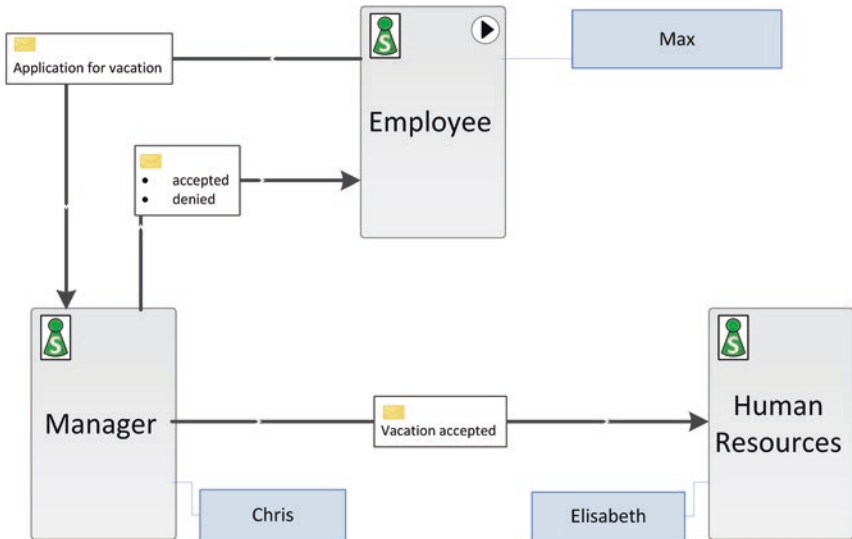 S
Employee
Max
Application for vacation
• accepted
• denied
S
Manager
Chris
Vacation accepted
S
Human
Resources
Elisabeth